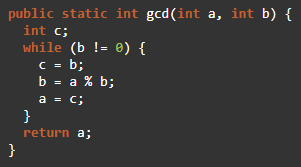 public static int gcd(int a, int b) {
  int c;
  while (b != 0) {
    c = b;
    b = a % b;
    a = c;
  }
  return a;
}